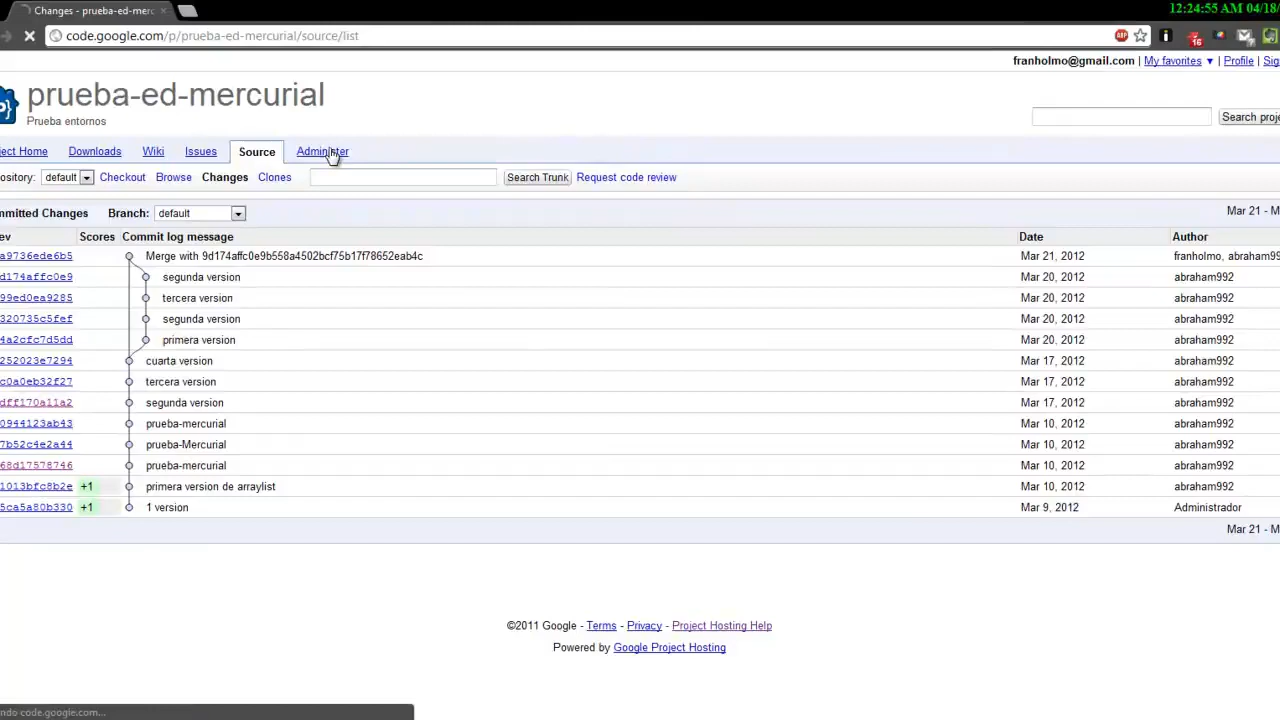 12:24:55 AM 04/18/
Changes - prueba-ed-merc
code.google.com/p/prueba-ed-mercurial/source/list
franholmo@gmail.com | My favorites ▼ | Profile | Sig
prueba-ed-mercurial
Prueba entornos
Search proje
ject Home Downloads Wiki Issues Source Administer
ository: default Checkout Browse Changes Clones Search Trunk Request code review
mmitted Changes Branch: default Mar 21 - M
ev Scores Commit log message Date Author
a9736ede6b5 Merge with 9d174affc0e9b558a4502bcf75b17f78652eab4c Mar 21, 2012 franholmo, abraham99
d174affc0e9 segunda version Mar 20, 2012 abraham992
99ed0ea9285 tercera version Mar 20, 2012 abraham992
320735c5fef segunda version Mar 20, 2012 abraham992
4a2cfc7d5dd primera version Mar 20, 2012 abraham992
252023e7294 cuarta version Mar 17, 2012 abraham992
c0a0eb32f27 tercera version Mar 17, 2012 abraham992
dff170a11a2 segunda version Mar 17, 2012 abraham992
0944123ab43 prueba-mercurial Mar 10, 2012 abraham992
7b52c4e2a44 prueba-Mercurial Mar 10, 2012 abraham992
68d17578746 prueba-mercurial Mar 10, 2012 abraham992
1013bfc8b2e +1 primera version de arraylist Mar 10, 2012 abraham992
5ca5a80b330 +1 1 version Mar 9, 2012 Administrador
Mar 21 - M
©2011 Google - Terms - Privacy - Project Hosting Help
Powered by Google Project Hosting
ndo code.google.com...